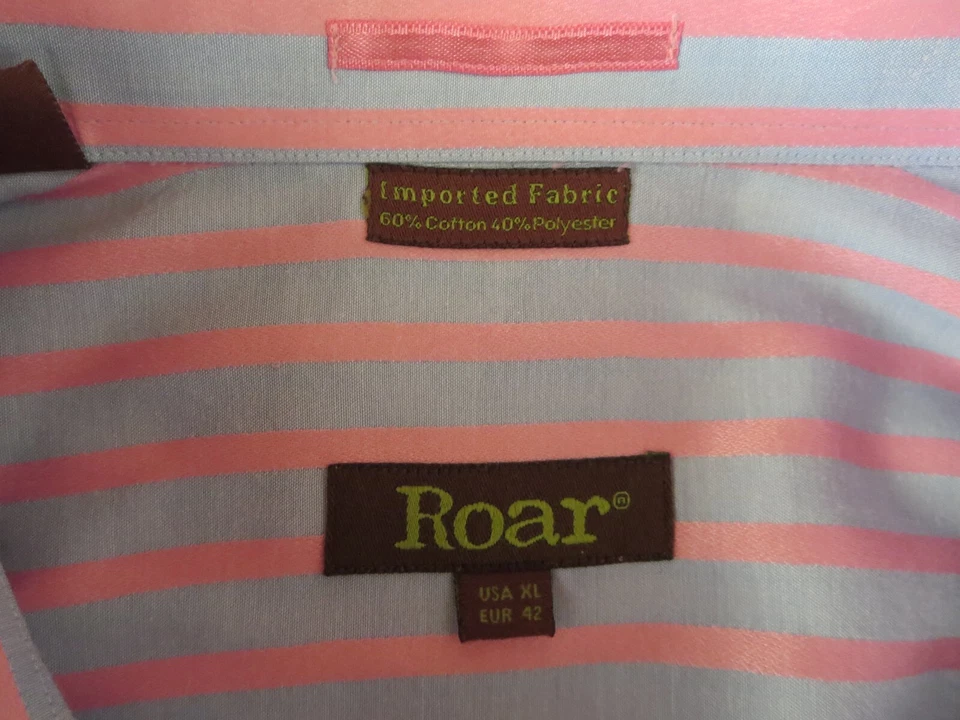 Imported Fabric
60% Cotton 40% Polyester
Roar®
USA XL
EUR 42